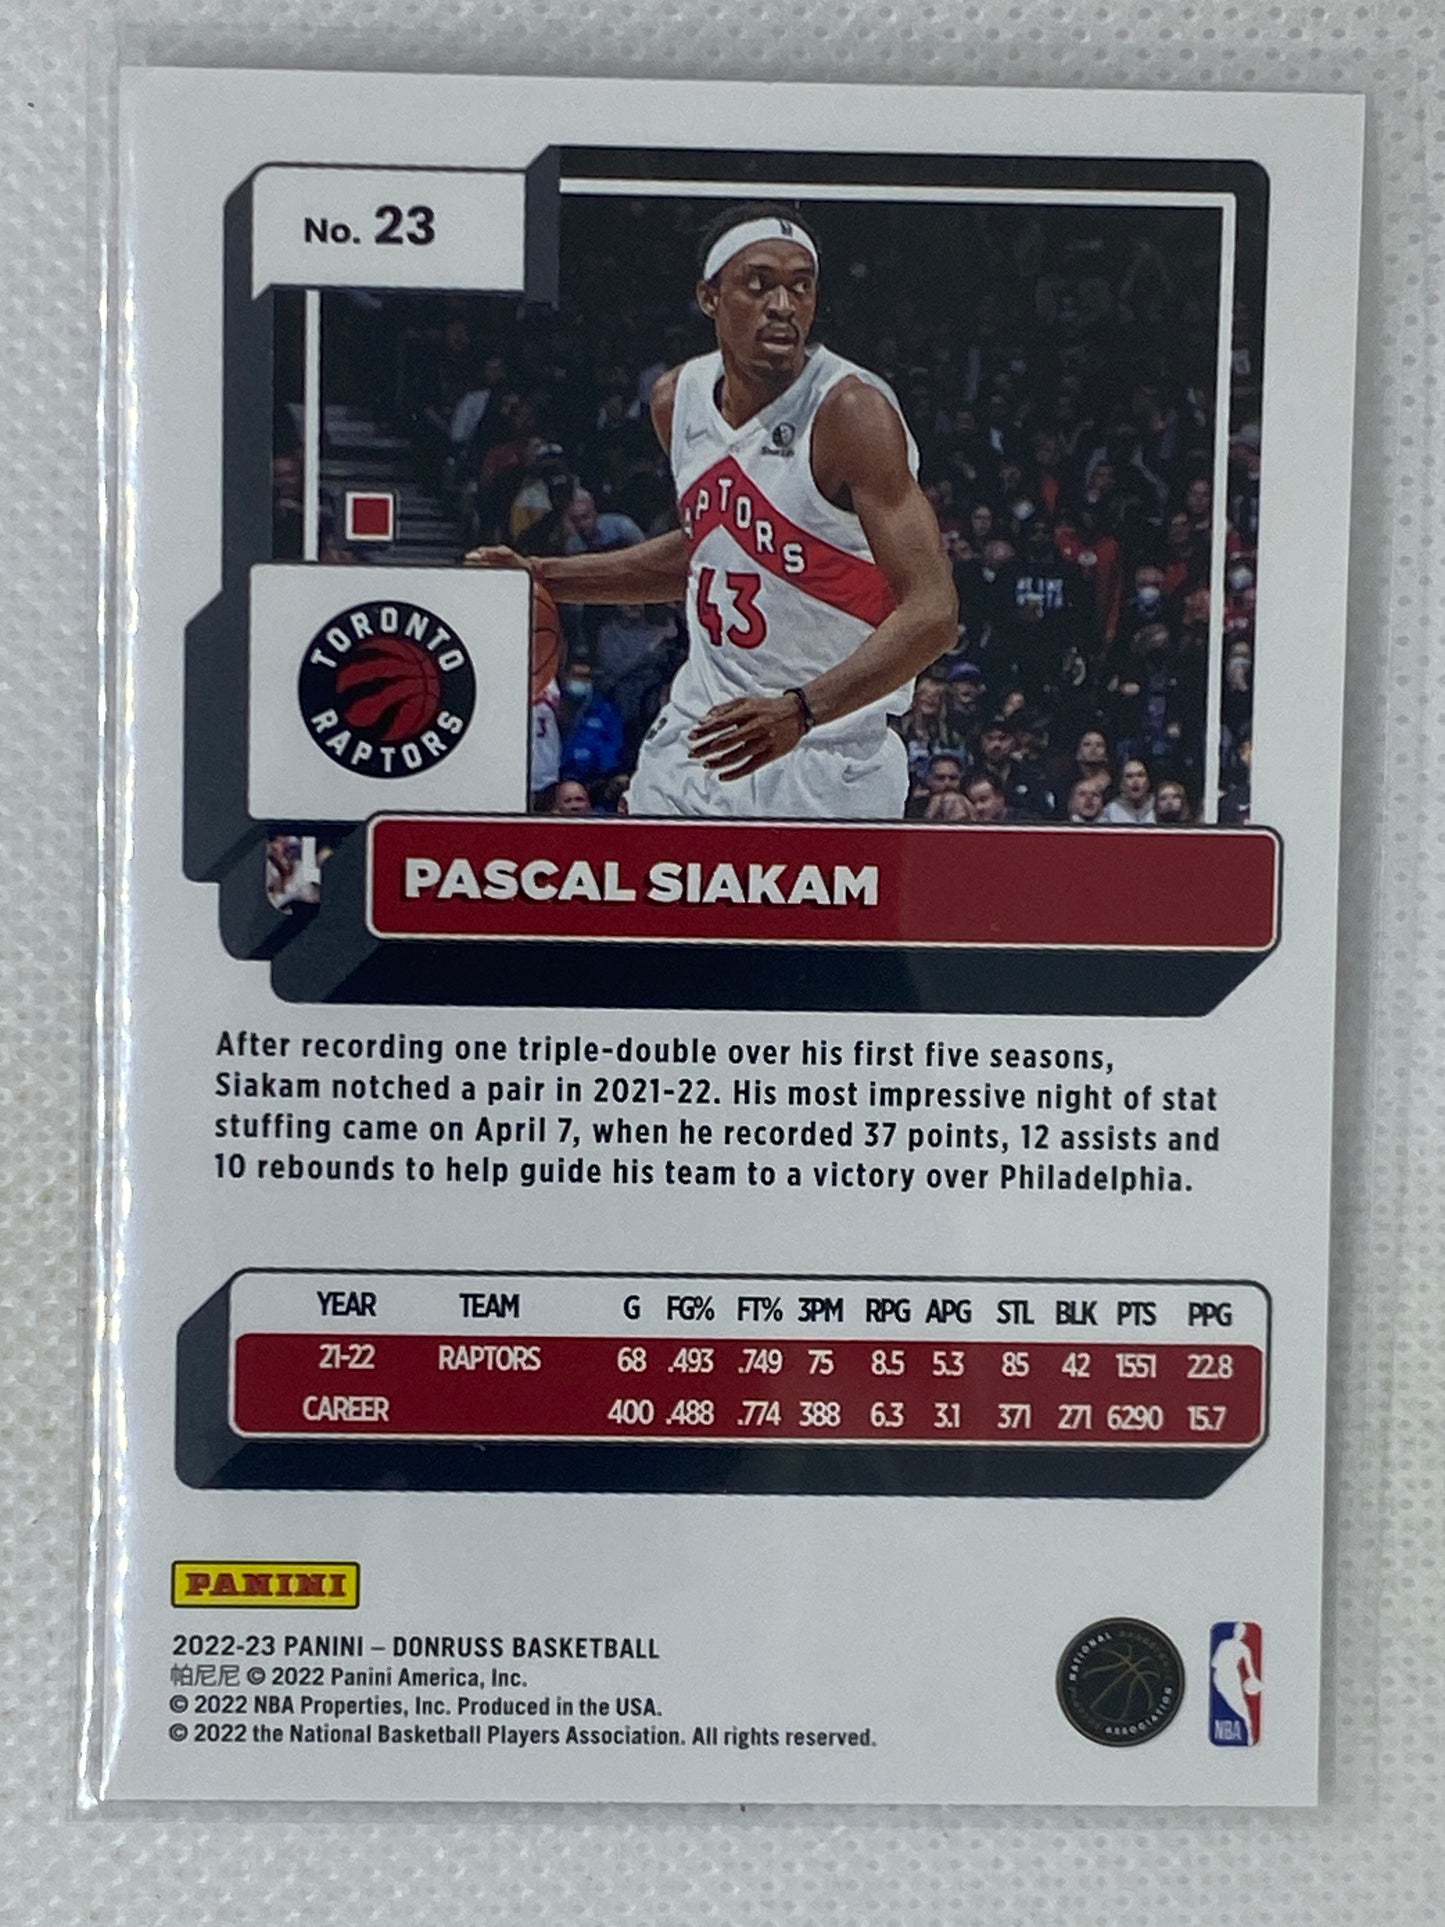 No. 23
RAPTORS
43
TORONTO
RAPTORS
PASCAL SIAKAM
After recording one triple-double over his first five seasons,
Siakam notched a pair in 2021-22. His most impressive night of stat
stuffing came on April 7, when he recorded 37 points, 12 assists and
10 rebounds to help guide his team to a victory over Philadelphia.
YEAR TEAM G FG% FT% 3PM RPG APG STL BLK PTS PPG
21-22 RAPTORS 68 .493 .749 75 8.5 5.3 85 42 1551 22.8
CAREER 400 .488 .774 388 6.3 3.1 371 271 6290 15.7
PANINI
2022-23 PANINI – DONRUSS BASKETBALL
帕尼尼 © 2022 Panini America, Inc.
© 2022 NBA Properties, Inc. Produced in the USA.
© 2022 the National Basketball Players Association. All rights reserved.
NATIONAL BASKETBALL
PLAYERS ASSOCIATION
NBA